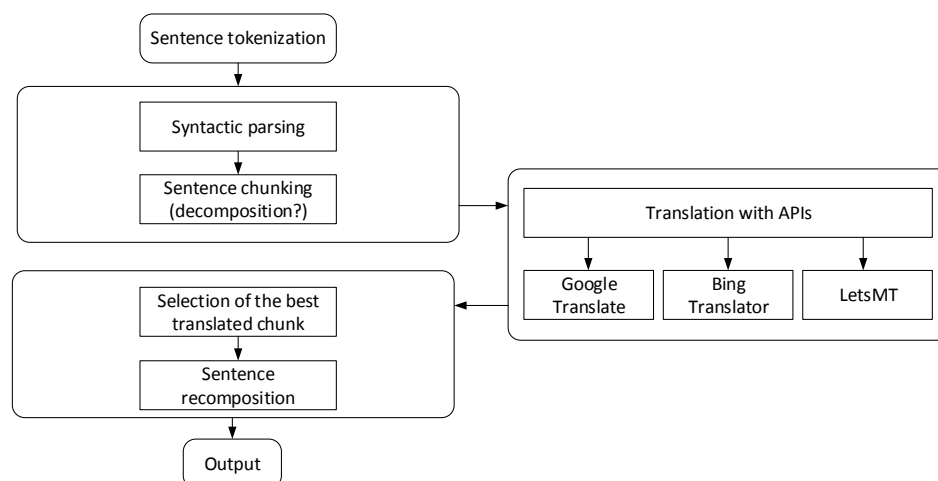 Sentence tokenization
Syntactic parsing
Sentence chunking
(decomposition?)
Translation with APIs
Google
Translate
Bing
Translator
LetsMT
Selection of the best
translated chunk
Sentence
recomposition
Output